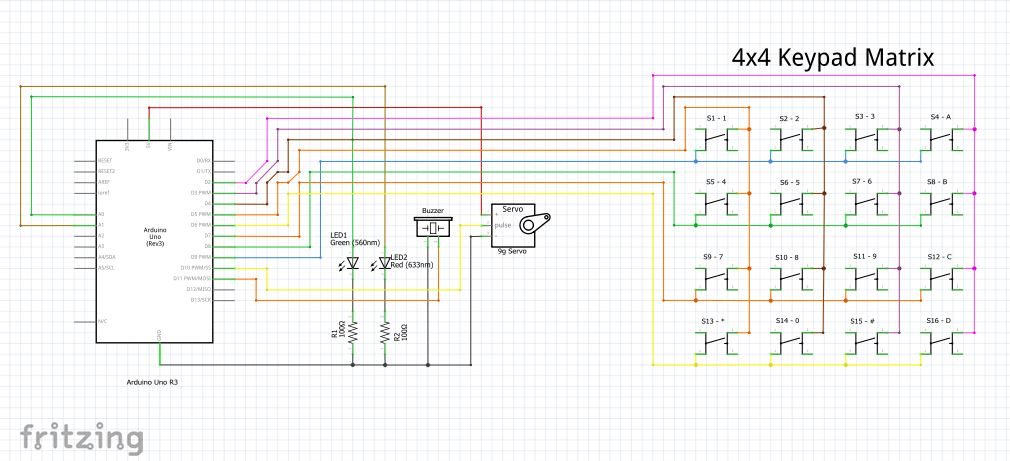 4x4 Keypad Matrix
S1 - 1
S2 - 2
S3 - 3
S4 - A
S5 - 4
S6 - 5
S7 - 6
S8 - B
S9 - 7
S10 - 8
S11 - 9
S12 - C
S13 - *
S14 - 0
S15 - #
S16 - D
3V3
5V
VIN
RESET
RESET2
AREF
ioref
A0
A1
A2
A3
A4/SDA
A5/SCL
N/C
D0/RX
D1/TX
D2
D3 PWM
D4
D5 PWM
D6 PWM
D7
D8
D9 PWM
D10 PWM/SS
D11 PWM/MOSI
D12/MISO
D13/SCK
GND
Arduino
Uno
(Rev3)
Arduino Uno R3
LED1
Green (560nm)
LED2
Red (633nm)
R1
100Ω
R2
100Ω
Buzzer
Servo
+
pulse
-
9g Servo
fritzing